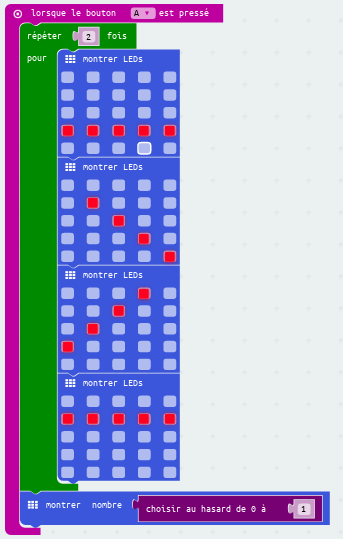 lorsque le bouton A est pressé
répéter 2 fois
pour montrer LEDs
montrer LEDs
montrer LEDs
montrer LEDs
montrer nombre choisir au hasard de 0 à 1